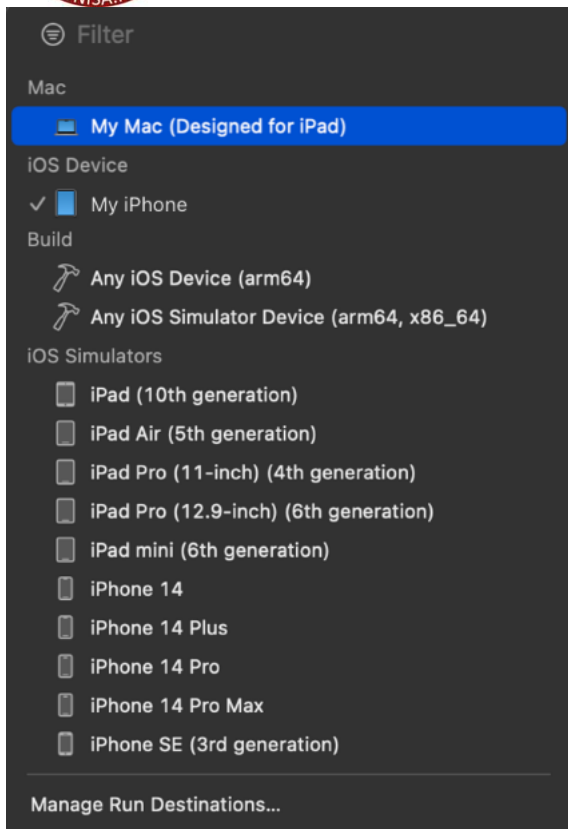 Filter
Mac
My Mac (Designed for iPad)
iOS Device
My iPhone
Build
Any iOS Device (arm64)
Any iOS Simulator Device (arm64, x86_64)
iOS Simulators
iPad (10th generation)
iPad Air (5th generation)
iPad Pro (11-inch) (4th generation)
iPad Pro (12.9-inch) (6th generation)
iPad mini (6th generation)
iPhone 14
iPhone 14 Plus
iPhone 14 Pro
iPhone 14 Pro Max
iPhone SE (3rd generation)
Manage Run Destinations...